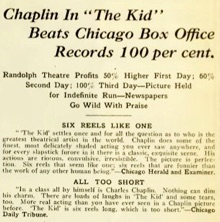 Chaplin In "The Kid"
Beats Chicago Box Office
Records 100 per cent.
Randolph Theatre Profits 50% Higher First Day; 60%
Second Day; 100% Third Day—Picture Held
for Indefinite Run—Newspapers
Go Wild With Praise
SIX REELS LIKE ONE
"'The Kid' settles once and for all the question as to who is the
greatest theatrical artist in the world. Chaplin does some of the
finest, most delicately shaded acting you ever saw anywhere, and
for every slapstick furore is there is a classic, exquisite scene. His
actions are riotous, convulsive, irresistible. The picture is perfec-
tion. Six reels that seem like one; six reels that are funnier than
the work of any other human being."—Chicago Herald and Examiner.
ALL TOO SHORT
"In a class all by himself is Charles Chaplin. Nothing can dim
his charm. There are finds of laughs in 'The Kid' and some tears,
too. More real acting than you have ever seen in a Chaplin picture
before. 'The Kid' is six reels long, which is too short."—Chicago
Daily Tribune.